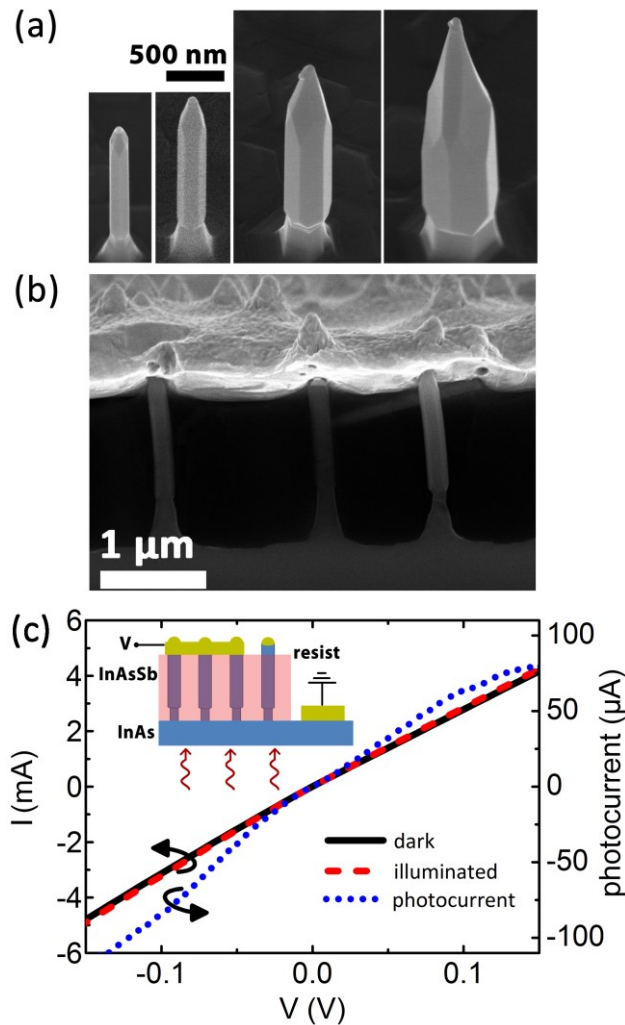 (a)
500 nm
(b)
1 µm
(c)
6
4
2
0
-2
-4
-6
I (mA)
100
50
0
-50
-100
photocurrent (µA)
V
resist
InAsSb
InAs
dark
illuminated
photocurrent
-0.1
0.0
0.1
V (V)